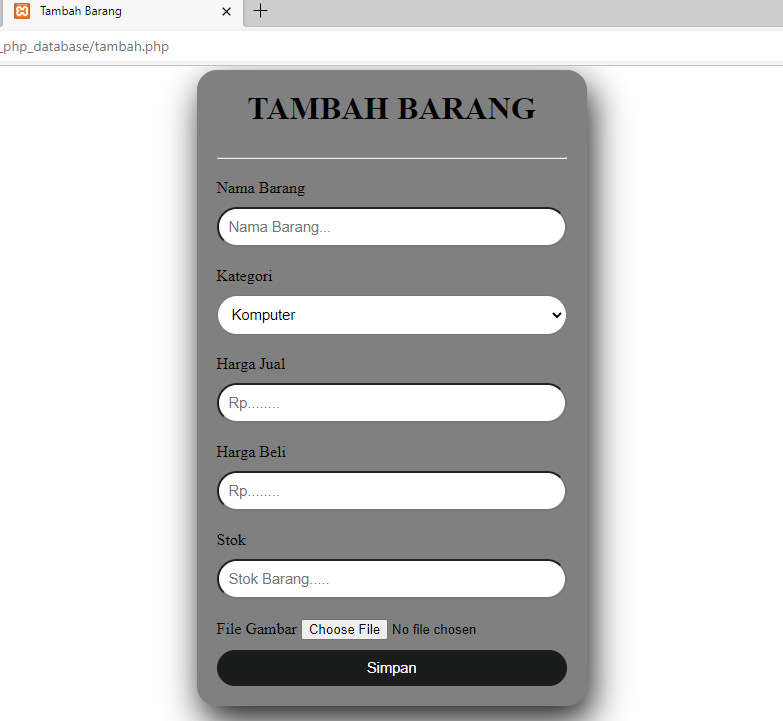 Tambah Barang
_php_database/tambah.php
TAMBAH BARANG
Nama Barang
Nama Barang...
Kategori
Komputer
Harga Jual
Rp........
Harga Beli
Rp........
Stok
Stok Barang.....
File Gambar Choose File No file chosen
Simpan